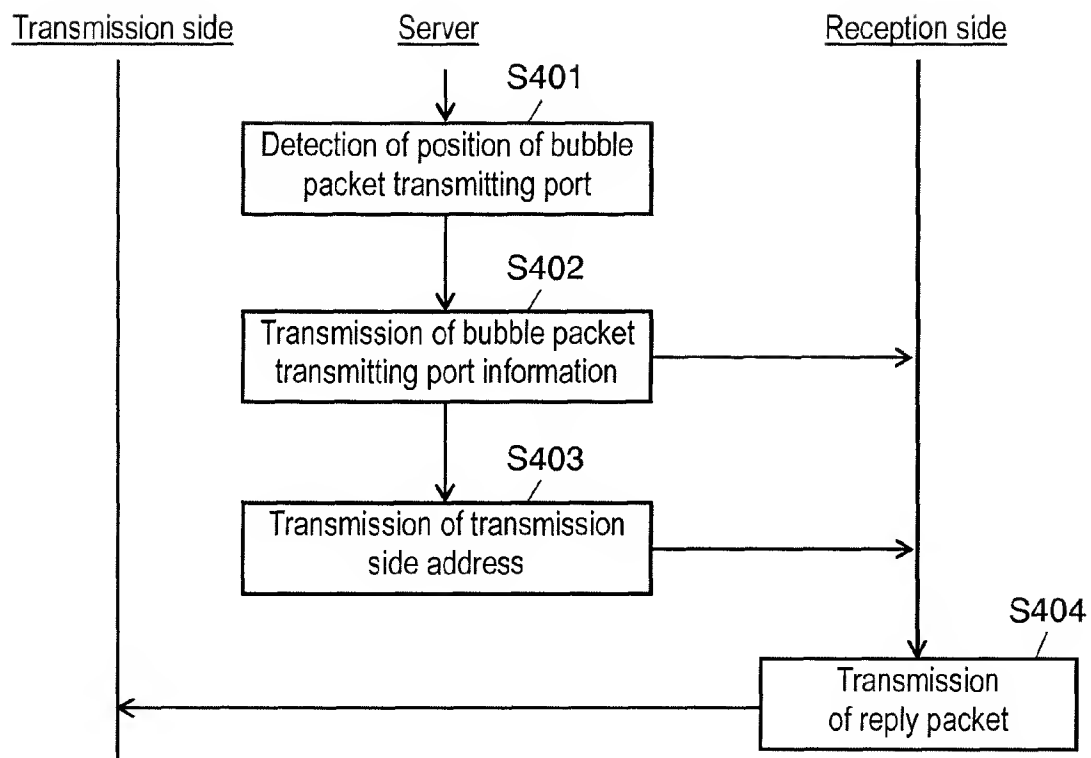 Transmission side
Server
Reception side
S401
Detection of position of bubble
packet transmitting port
S402
Transmission of bubble packet
transmitting port information
S403
Transmission of transmission
side address
S404
Transmission
of reply packet